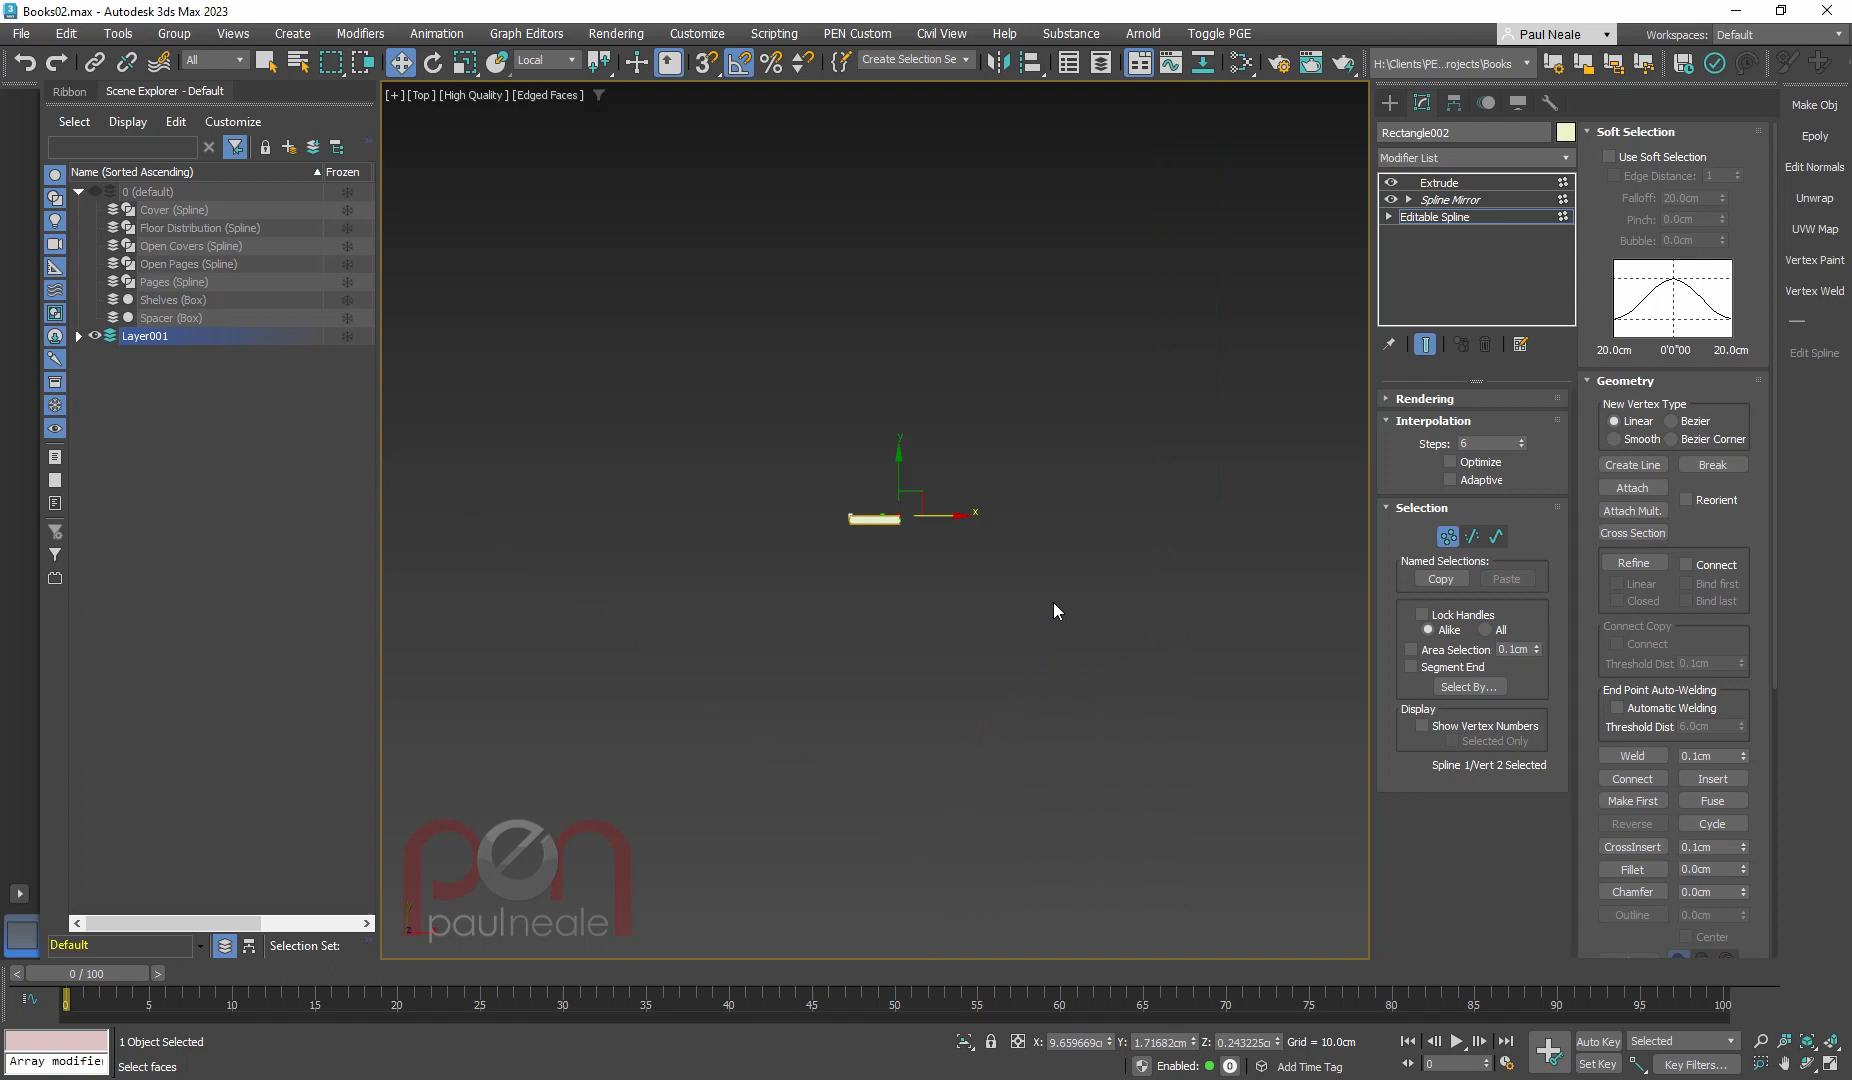 Books02.max - Autodesk 3ds Max 2023
File Edit Tools Group Views Create Modifiers Animation Graph Editors Rendering Customize Scripting PEN Custom Civil View Help Substance Arnold Toggle PGE
Paul Neale
Workspaces: Default
All
Local
Create Selection Se
H:\Clients\PE...rojects\Books
Ribbon Scene Explorer - Default
Select Display Edit Customize
Name (Sorted Ascending) Frozen
0 (default)
Cover (Spline)
Floor Distribution (Spline)
Open Covers (Spline)
Open Pages (Spline)
Pages (Spline)
Shelves (Box)
Spacer (Box)
Layer001
[+] [Top] [High Quality] [Edged Faces]
y
x
pen
paulneale
Rectangle002
Modifier List
Extrude
Spline Mirror
Editable Spline
Rendering
Interpolation
Steps: 6
Optimize
Adaptive
Selection
Named Selections:
Copy Paste
Lock Handles
Alike All
Area Selection 0.1cm
Segment End
Select By...
Display
Show Vertex Numbers
Selected Only
Spline 1/Vert 2 Selected
Soft Selection
Use Soft Selection
Edge Distance: 1
Falloff: 20.0cm
Pinch: 0.0cm
Bubble: 0.0cm
20.0cm 0'0"00 20.0cm
Geometry
New Vertex Type
Linear Bezier
Smooth Bezier Corner
Create Line Break
Attach
Reorient
Attach Mult.
Cross Section
Refine Connect
Linear Bind first
Closed Bind last
Connect Copy
Connect
Threshold Dist 0.1cm
End Point Auto-Welding
Automatic Welding
Threshold Dist 6.0cm
Weld 0.1cm
Connect Insert
Make First Fuse
Reverse Cycle
CrossInsert 0.1cm
Fillet 0.0cm
Chamfer 0.0cm
Outline 0.0cm
Center
Make Obj
Epoly
Edit Normals
Unwrap
UVW Map
Vertex Paint
Vertex Weld
Edit Spline
Default
Selection Set:
0 / 100
0 5 10 15 20 25 30 35 40 45 50 55 60 65 70 75 80 85 90 95 100
1 Object Selected
Array modifier
Select faces
X: 9.659669c Y: 1.71682cm Z: 0.243225c Grid = 10.0cm
Enabled: 0 Add Time Tag
0
Auto Key Selected
Set Key Key Filters...